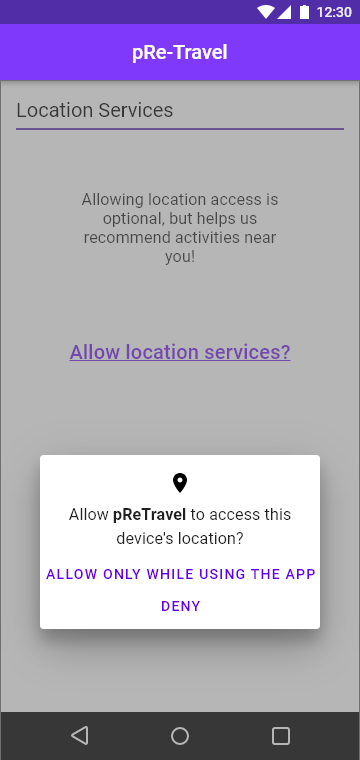 12:30
pRe-Travel
Location Services
Allowing location access is
optional, but helps us
recommend activities near
you!
Allow location services?
Allow pReTravel to access this
device's location?
ALLOW ONLY WHILE USING THE APP
DENY